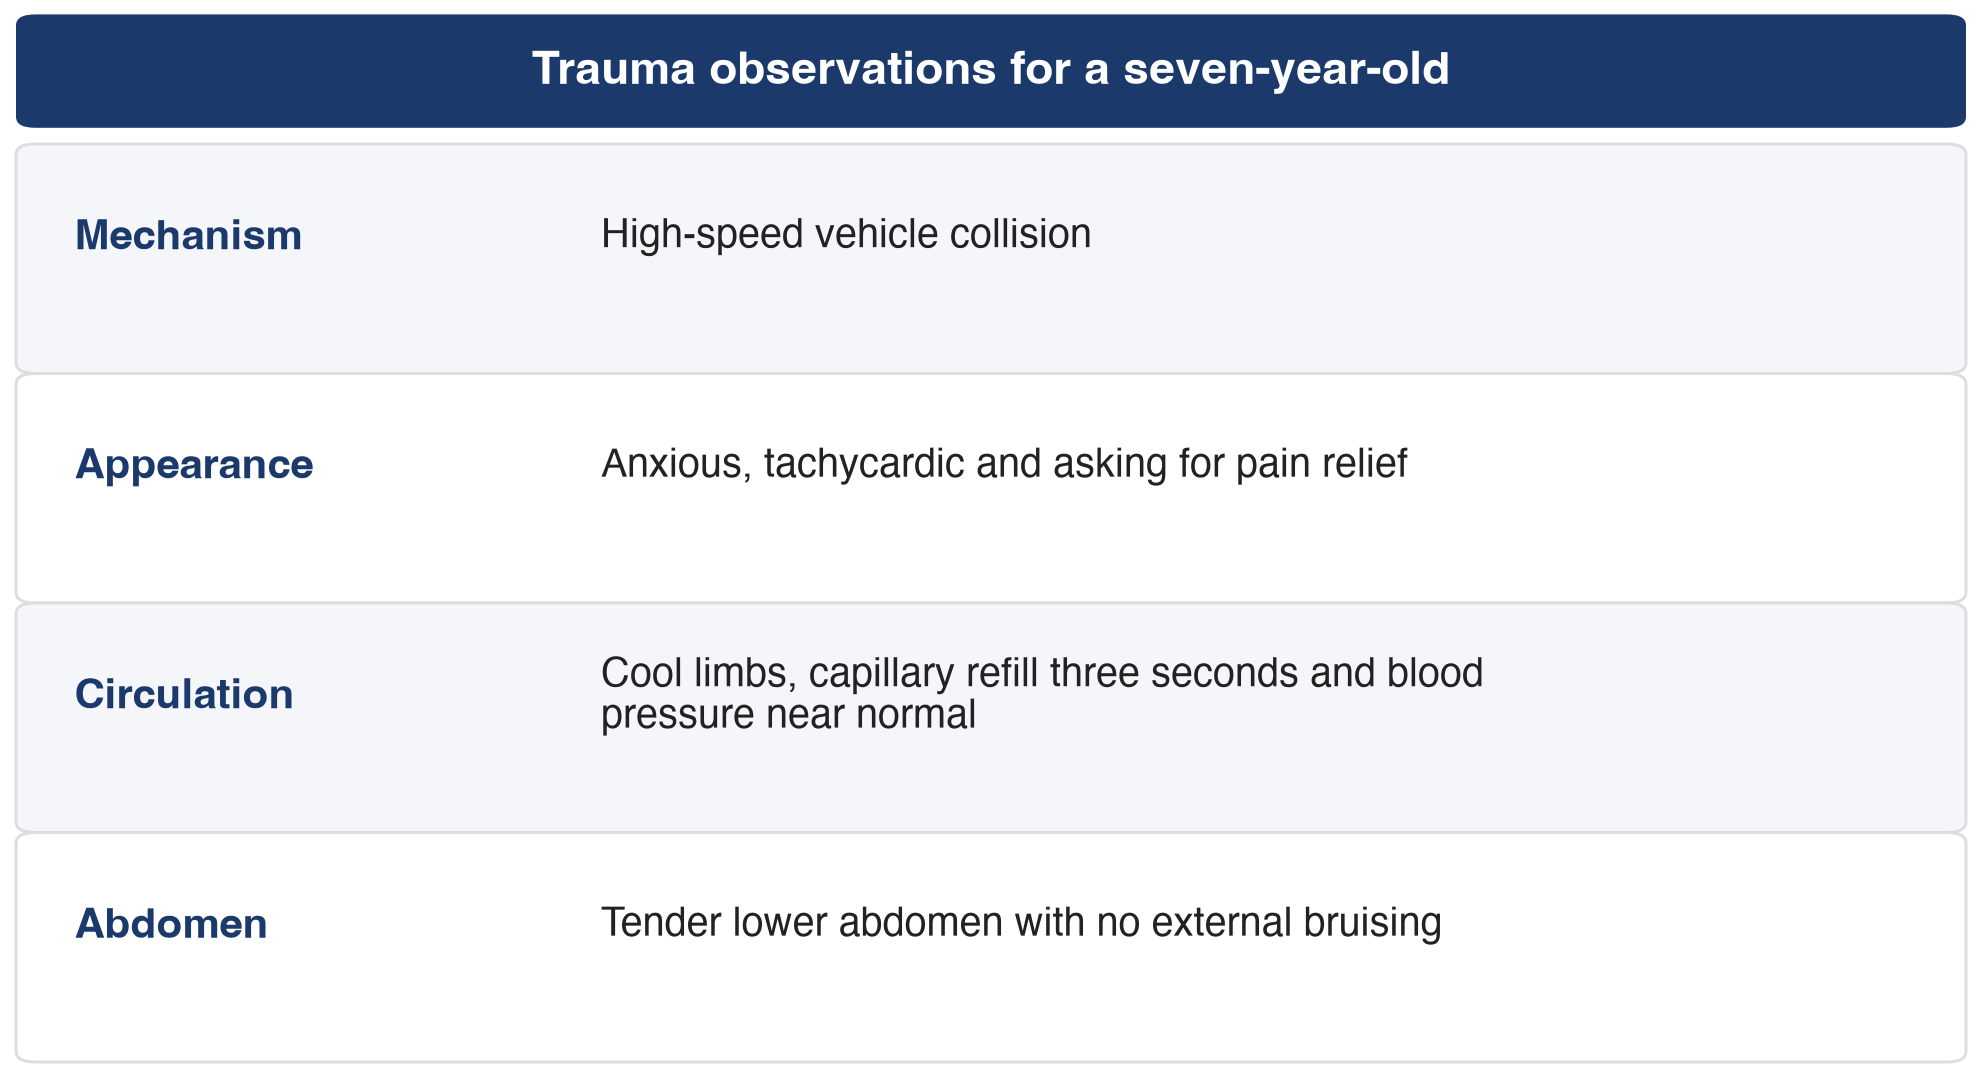 Trauma observations for a seven-year-old
Mechanism
High-speed vehicle collision
Appearance
Anxious, tachycardic and asking for pain relief
Circulation
Cool limbs, capillary refill three seconds and blood
pressure near normal
Abdomen
Tender lower abdomen with no external bruising